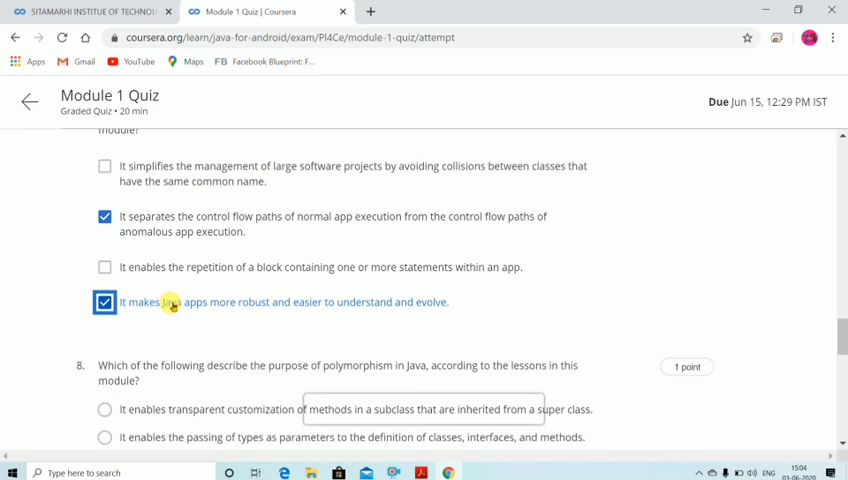 SITAMARHI INSTITUE OF TECHNOL
Module 1 Quiz | Coursera
coursera.org/learn/java-for-android/exam/Pl4Ce/module-1-quiz/attempt
Apps
Gmail
YouTube
Maps
FB Facebook Blueprint: F...
Module 1 Quiz
Graded Quiz • 20 min
Due Jun 15, 12:29 PM IST
module?
It simplifies the management of large software projects by avoiding collisions between classes that
have the same common name.
It separates the control flow paths of normal app execution from the control flow paths of
anomalous app execution.
It enables the repetition of a block containing one or more statements within an app.
It makes Java apps more robust and easier to understand and evolve.
8. Which of the following describe the purpose of polymorphism in Java, according to the lessons in this
module?
1 point
It enables transparent customization of methods in a subclass that are inherited from a super class.
It enables the passing of types as parameters to the definition of classes, interfaces, and methods.
Type here to search
ENG
15:04
03-06-2020